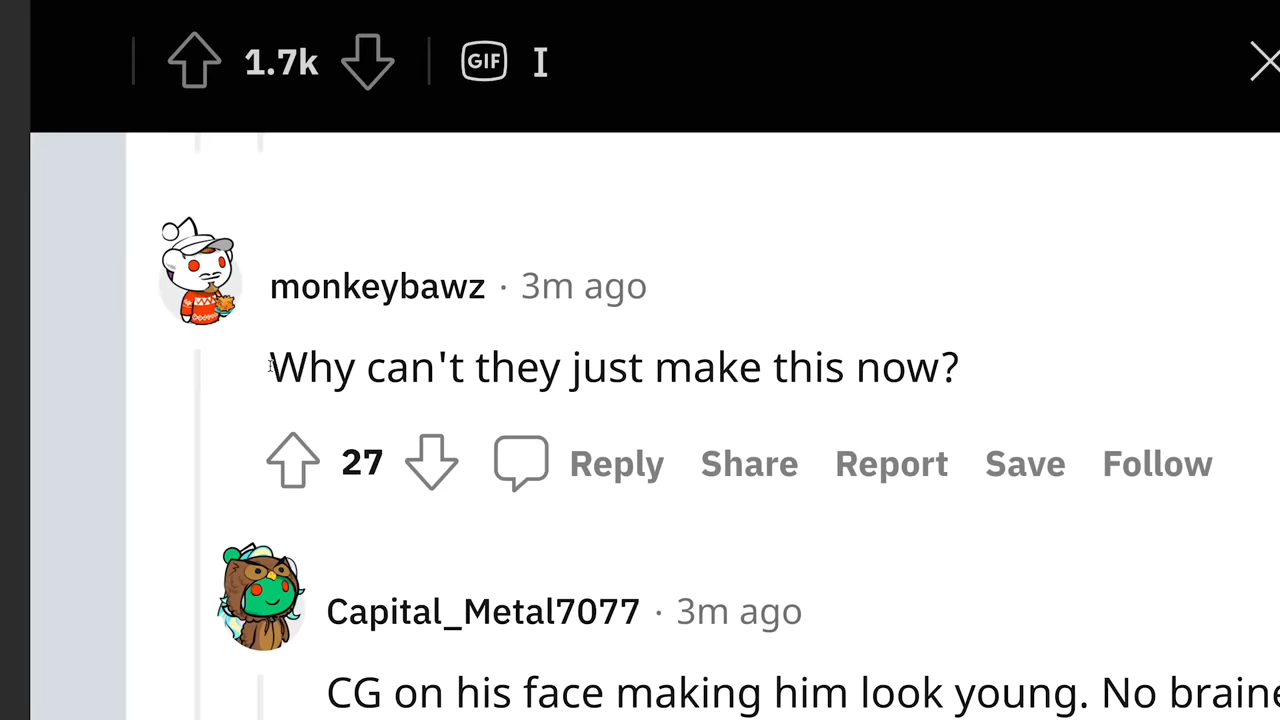 1.7k GIF I
monkeybawz · 3m ago
Why can't they just make this now?
27 Reply Share Report Save Follow
Capital_Metal7077 · 3m ago
CG on his face making him look young. No